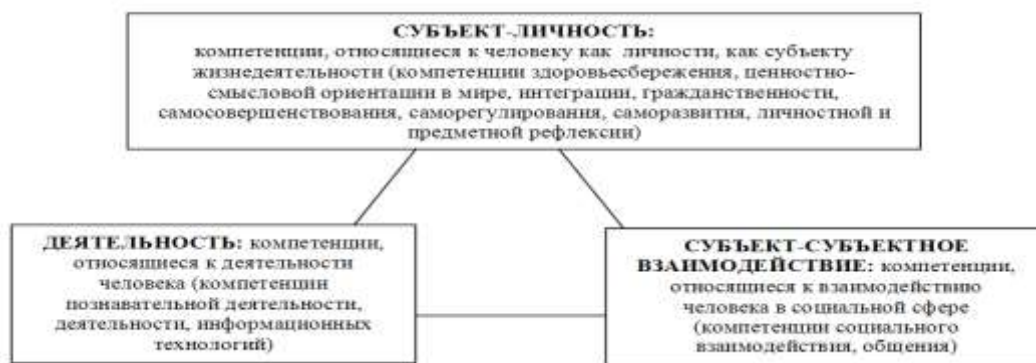 СУБЪЕКТ-ЛИЧНОСТЬ:
компетенции, относящиеся к человеку как личности, как субъекту
жизнедеятельности (компетенции здоровьесбережения, ценностно-
смысловой ориентации в мире, интеграции, гражданственности,
самосовершенствования, саморегулирования, саморазвития, личностной и
предметной рефлексии)
ДЕЯТЕЛЬНОСТЬ: компетенции,
относящиеся к деятельности
человека (компетенции
познавательной деятельности,
деятельности, информационных
технологий)
СУБЪЕКТ-СУБЪЕКТНОЕ
ВЗАИМОДЕЙСТВИЕ: компетенции,
относящиеся к взаимодействию
человека в социальной сфере
(компетенции социального
взаимодействия, общения)